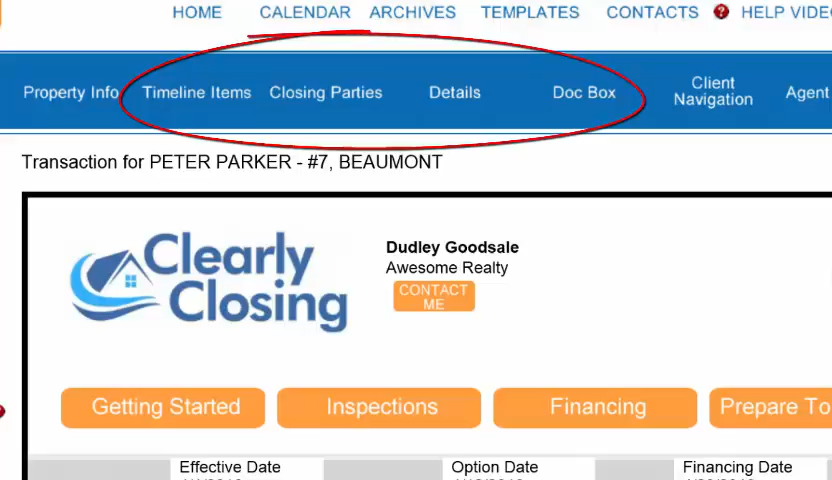 HOME CALENDAR ARCHIVES TEMPLATES CONTACTS ? HELP
Property Info Timeline Items Closing Parties Details Doc Box Client Navigation Agent
Transaction for PETER PARKER - #7, BEAUMONT
Clearly
Closing
Dudley Goodsale
Awesome Realty
CONTACT
ME
Getting Started Inspections Financing Prepare To
Effective Date Option Date Financing Date